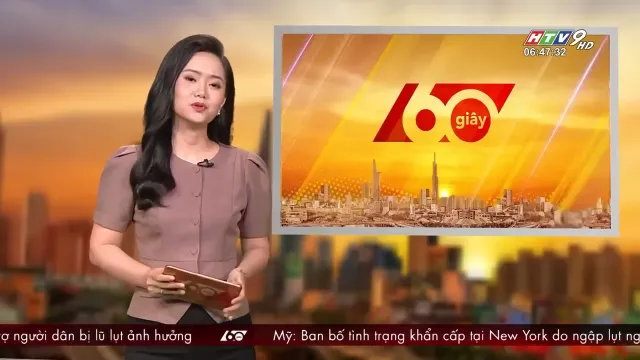 HTV9 HD
06:47:32
60 giây
người dân bị lũ lụt ảnh hưởng
60
Mỹ: Ban bố tình trạng khẩn cấp tại New York do ngập lụt